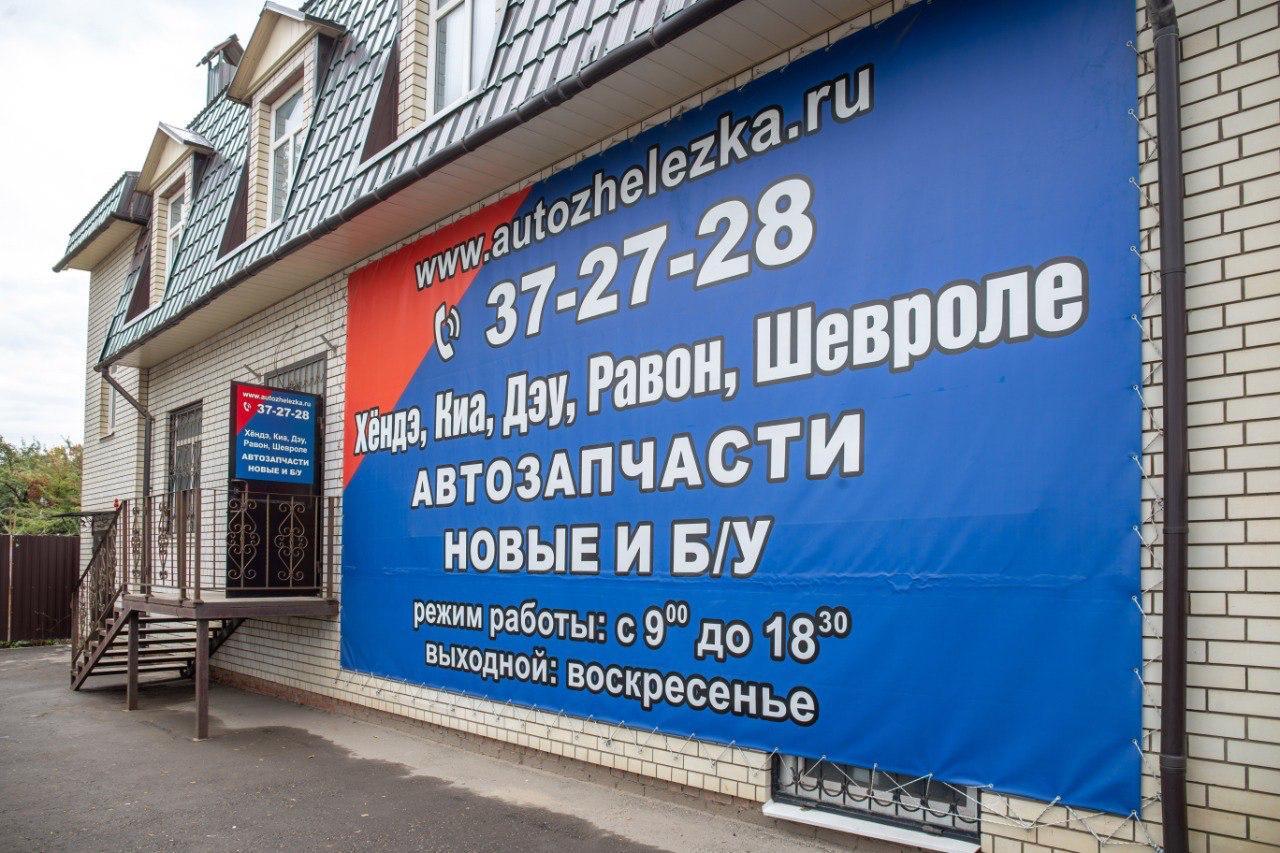 www.autozhelezka.ru
37-27-28
Хёндэ, Киа, Дэу, Равон, Шевроле
АВТОЗАПЧАСТИ
НОВЫЕ И Б/У
режим работы: с 9⁰⁰ до 18³⁰
выходной: воскресенье
www.autozhelezka.ru
37-27-28
Хёндэ, Киа, Дэу,
Равон, Шевроле
АВТОЗАПЧАСТИ
НОВЫЕ И Б/У